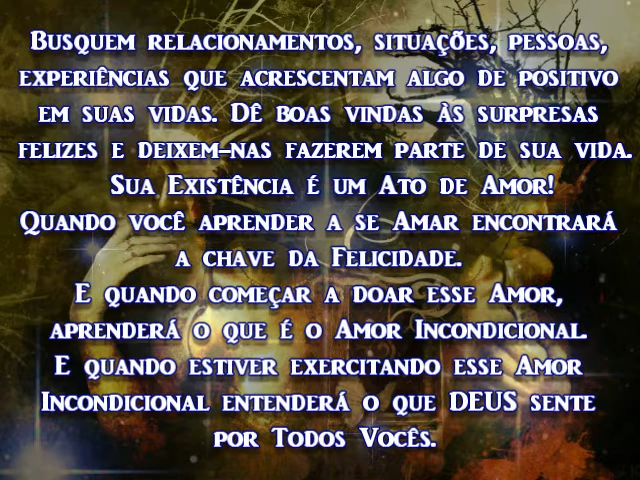 Busquem relacionamentos, situações, pessoas,
experiências que acrescentam algo de positivo
em suas vidas. Dê boas vindas às surpresas
felizes e deixem-nas fazerem parte de sua vida.
Sua Existência é um Ato de Amor!
Quando você aprender a se Amar encontrará
a chave da Felicidade.
E quando começar a doar esse Amor,
aprenderá o que é o Amor Incondicional.
E quando estiver exercitando esse Amor
Incondicional entenderá o que DEUS sente
por Todos Vocês.